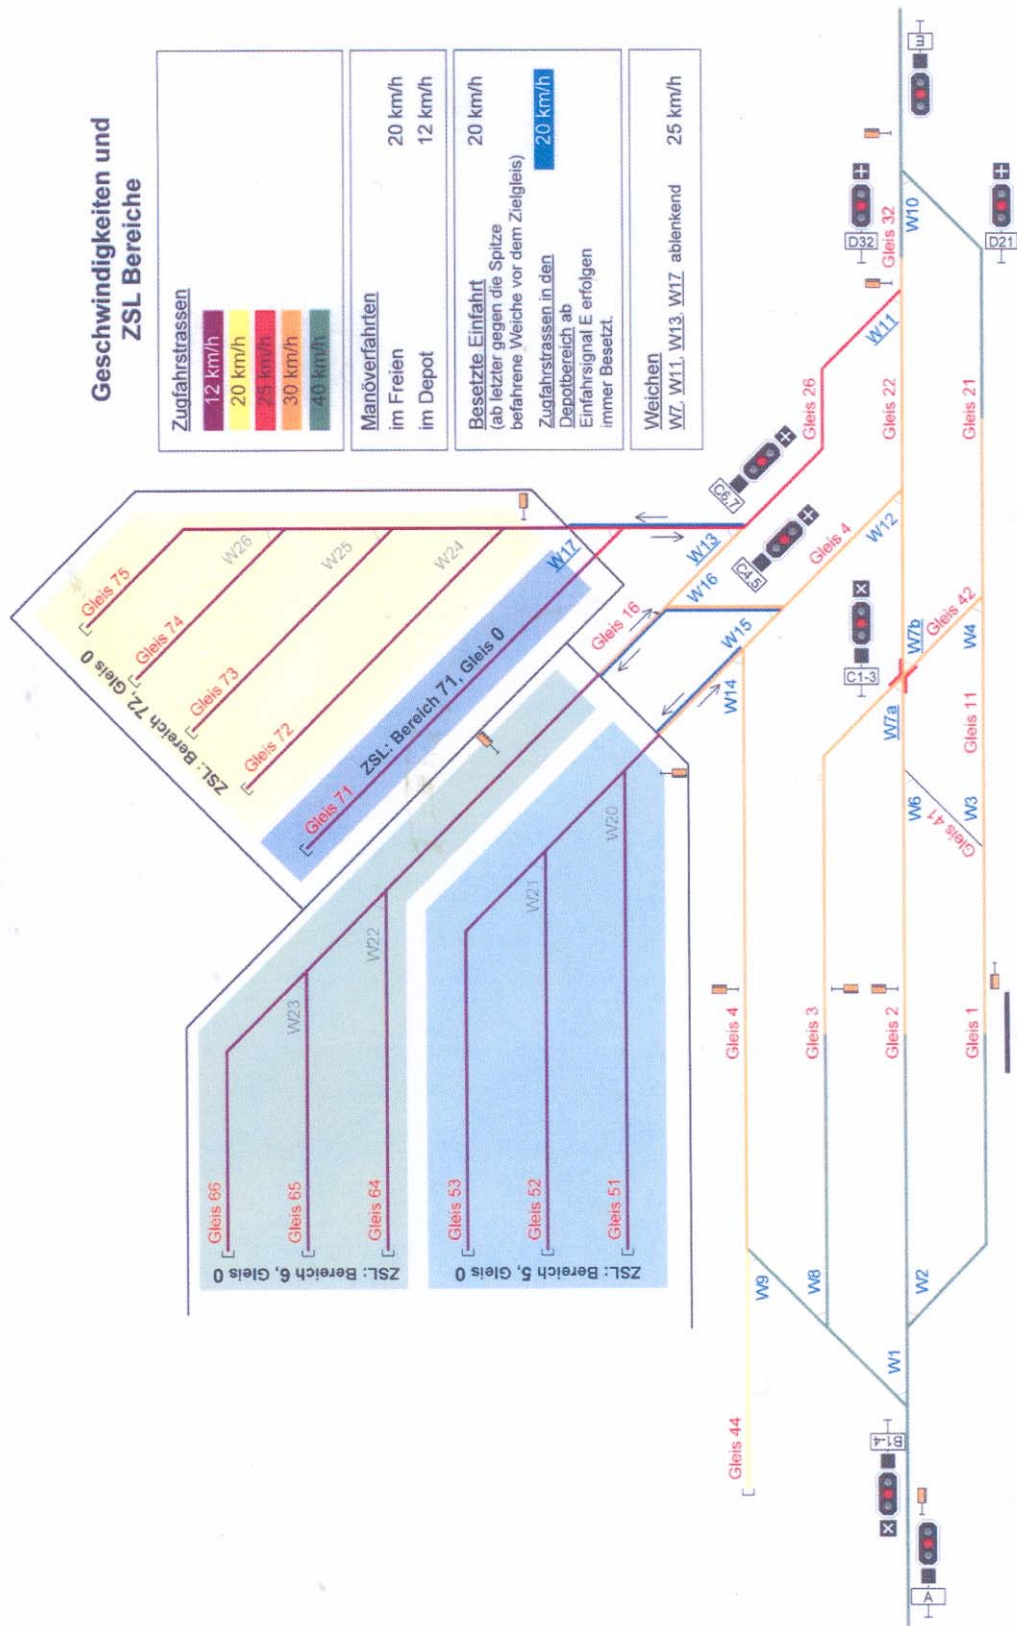 Geschwindigkeiten und
ZSL Bereiche
Zugfahrstrassen
12 km/h
20 km/h
25 km/h
30 km/h
40 km/h
Manöverfahrten
im Freien 20 km/h
im Depot 12 km/h
Besetzte Einfahrt 20 km/h
(ab letzter gegen die Spitze
befahrene Weiche vor dem Zielgleis)
Zugfahrstrassen in den
Depotbereich ab 20 km/h
Einfahrsignal E erfolgen
immer Besetzt.
Weichen
W7, W11, W13, W17 ablenkend 25 km/h
Gleis 75
W26
Gleis 74
W25
Gleis 73
W24
Gleis 72
ZSL: Bereich 72, Gleis 0
W17
Gleis 71
ZSL: Bereich 71, Gleis 0
Gleis 66
W23
Gleis 65
W22
Gleis 64
ZSL: Bereich 6, Gleis 0
Gleis 16
W16
W13
C6,7
Gleis 26
W11
Gleis 53
W21
Gleis 52
W20
Gleis 51
ZSL: Bereich 5, Gleis 0
W15
C4,5
Gleis 4
W12
Gleis 44
W9
Gleis 4
W14
W8
Gleis 3
C1-3
A
B1-4
W1
W2
Gleis 2
W6
W7a
W7b
Gleis 22
Gleis 32
D32
W10
E
Gleis 41
Gleis 42
Gleis 1
W3
Gleis 11
W4
Gleis 21
D21